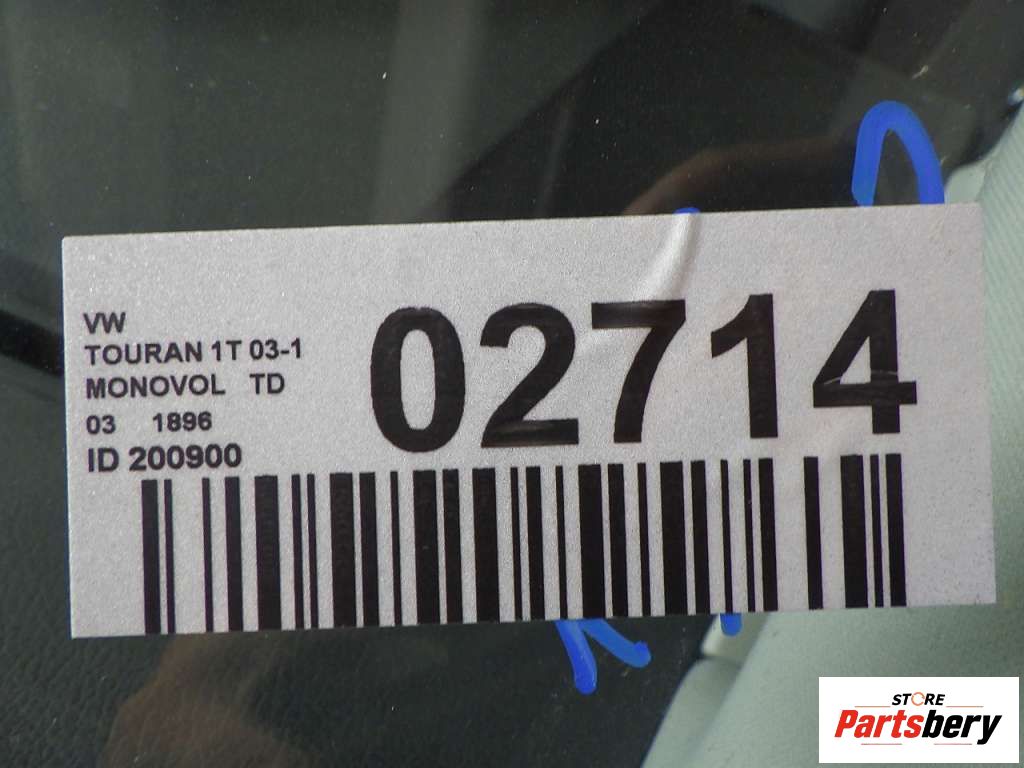 VW
TOURAN 1T 03-1
MONOVOL TD
03 1896
ID 200900
02714
STORE
Partsbery